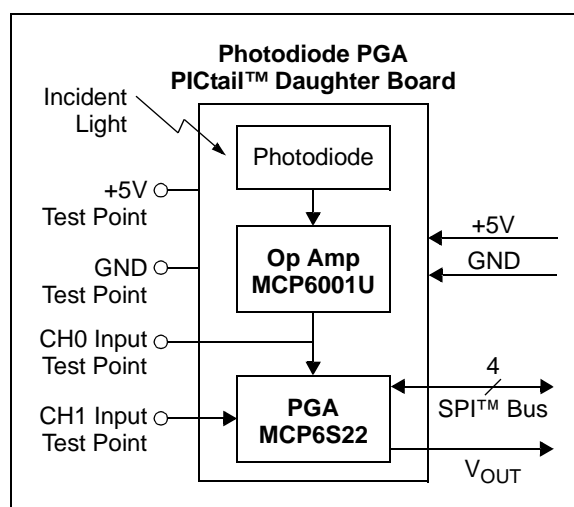 Photodiode PGA
PICtail™ Daughter Board
Incident
Light
Photodiode
+5V
Test Point
+5V
Op Amp
MCP6001U
GND
Test Point
GND
CH0 Input
Test Point
4
SPI™ Bus
CH1 Input
Test Point
PGA
MCP6S22
VOUT